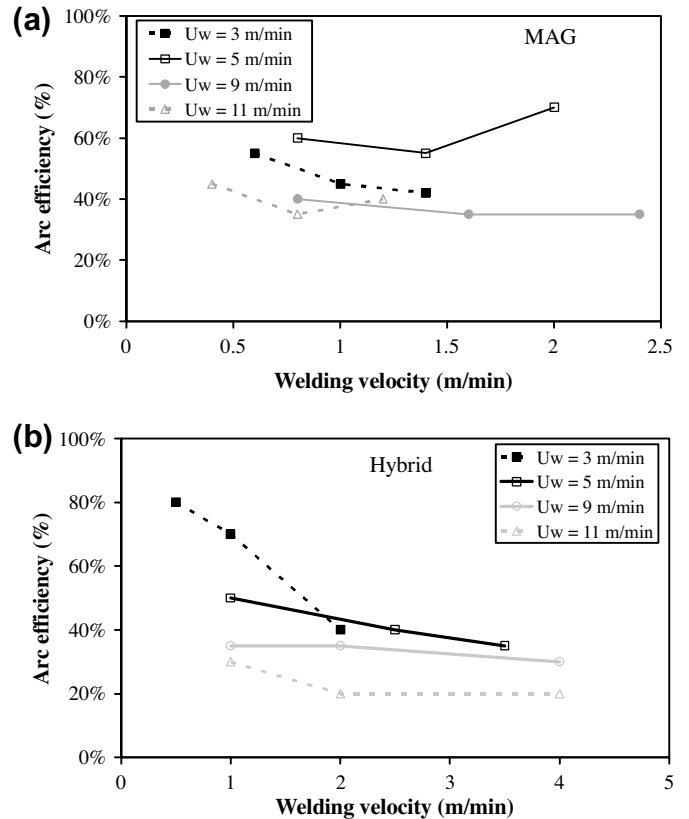 (a)
100%
80%
60%
40%
20%
0%
Arc efficiency (%)
Uw = 3 m/min
Uw = 5 m/min
Uw = 9 m/min
Uw = 11 m/min
MAG
0 0.5 1 1.5 2 2.5
Welding velocity (m/min)
(b)
100%
80%
60%
40%
20%
0%
Arc efficiency (%)
Hybrid
Uw = 3 m/min
Uw = 5 m/min
Uw = 9 m/min
Uw = 11 m/min
0 1 2 3 4 5
Welding velocity (m/min)